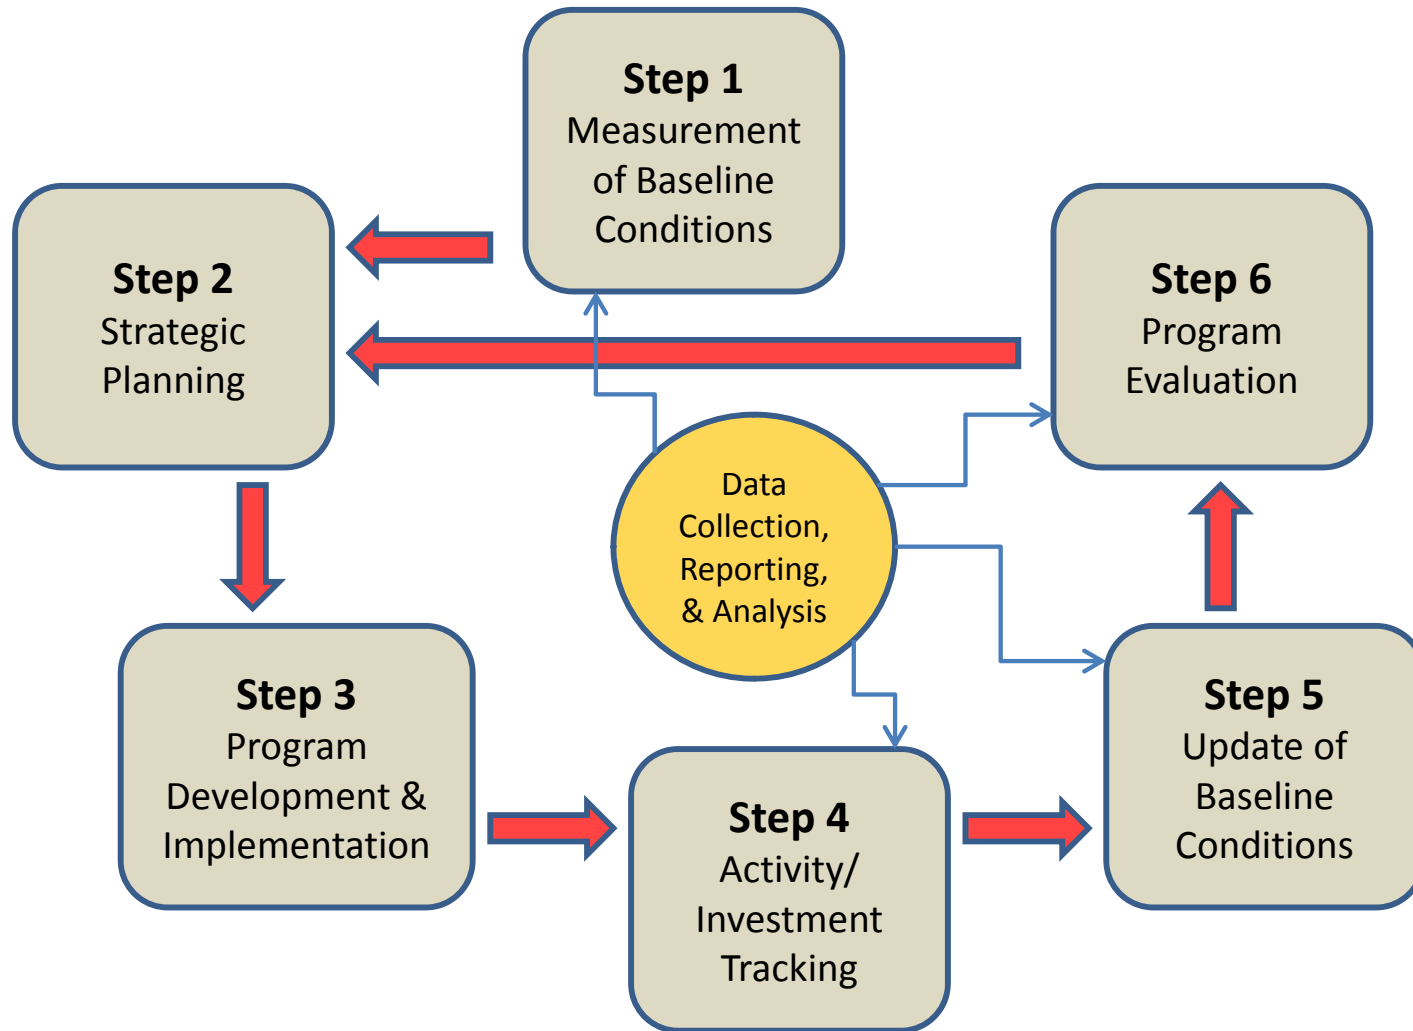 Step 1
Measurement
of Baseline
Conditions
Step 2
Strategic
Planning
Step 6
Program
Evaluation
Data
Collection,
Reporting,
& Analysis
Step 3
Program
Development &
Implementation
Step 4
Activity/
Investment
Tracking
Step 5
Update of
Baseline
Conditions